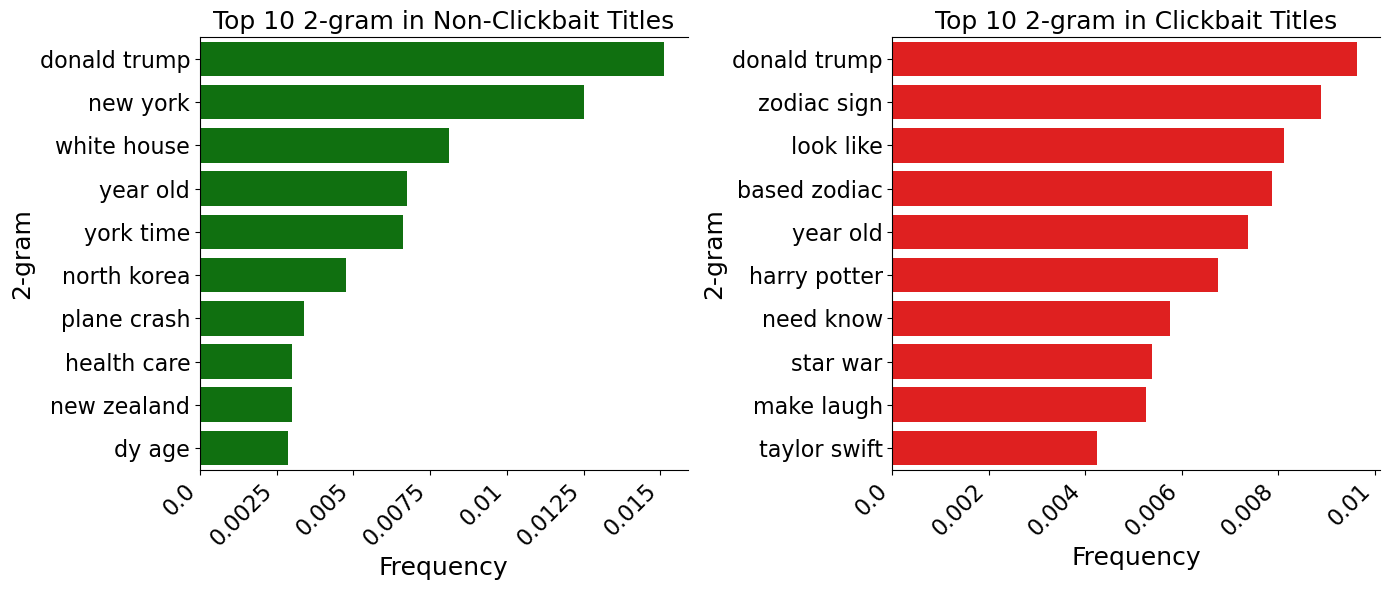 Top 10 2-gram in Non-Clickbait Titles
2-gram
donald trump
new york
white house
year old
york time
north korea
plane crash
health care
new zealand
dy age
0.0
0.0025
0.005
0.0075
0.01
0.0125
0.015
Frequency
Top 10 2-gram in Clickbait Titles
2-gram
donald trump
zodiac sign
look like
based zodiac
year old
harry potter
need know
star war
make laugh
taylor swift
0.0
0.002
0.004
0.006
0.008
0.01
Frequency